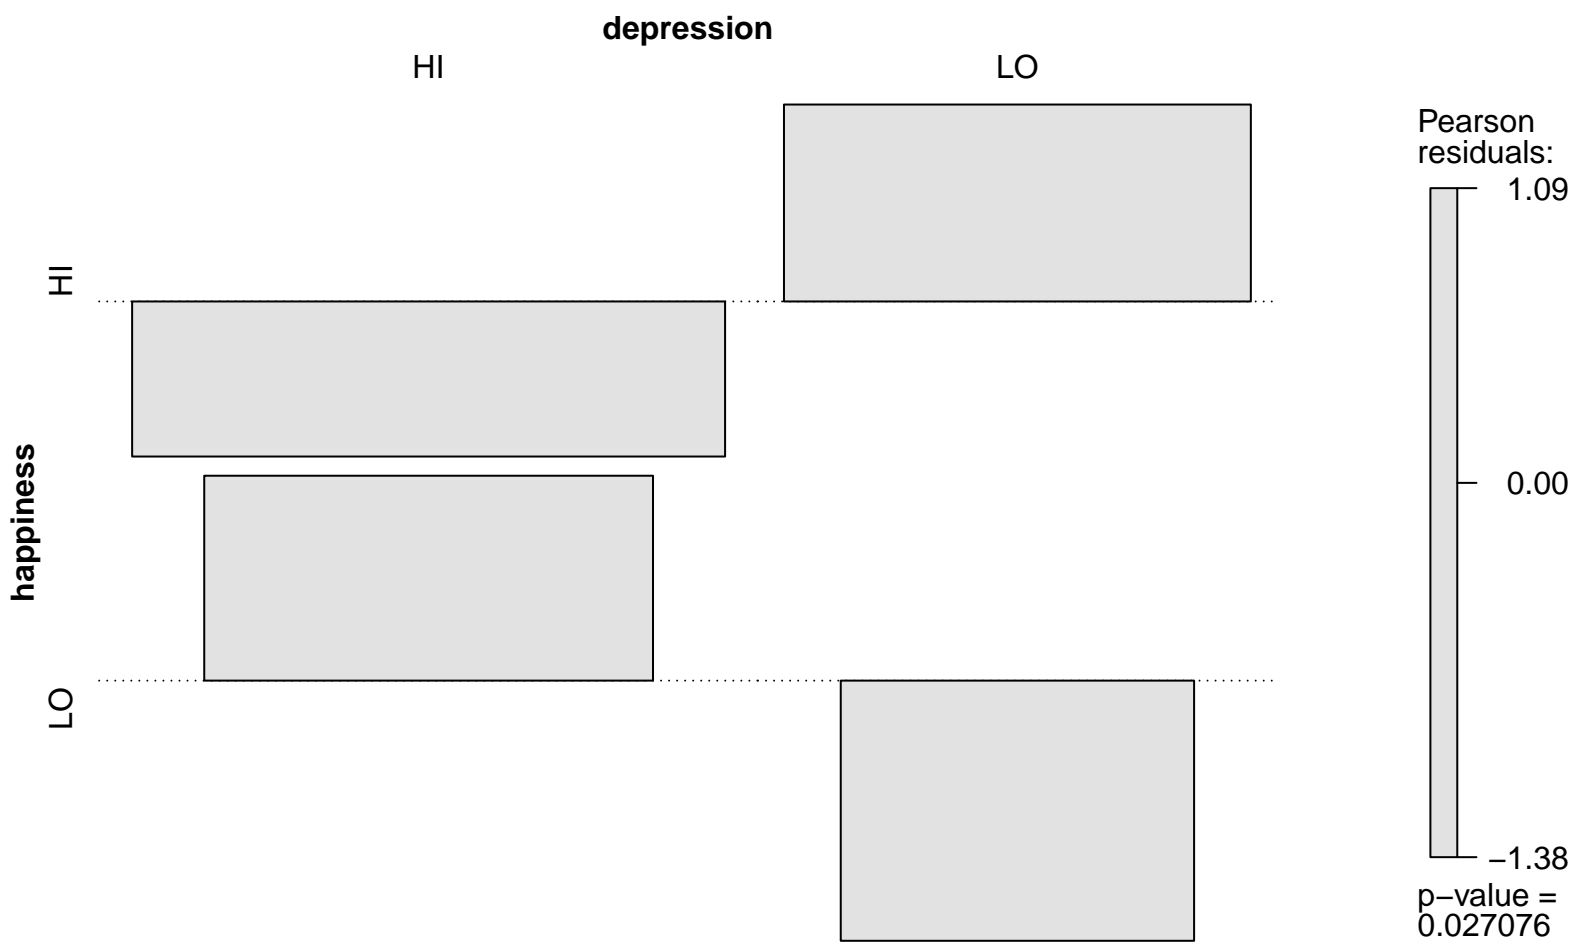 depression
HI
LO
HI
LO
happiness
Pearson
residuals:
1.09
0.00
−1.38
p−value =
0.027076